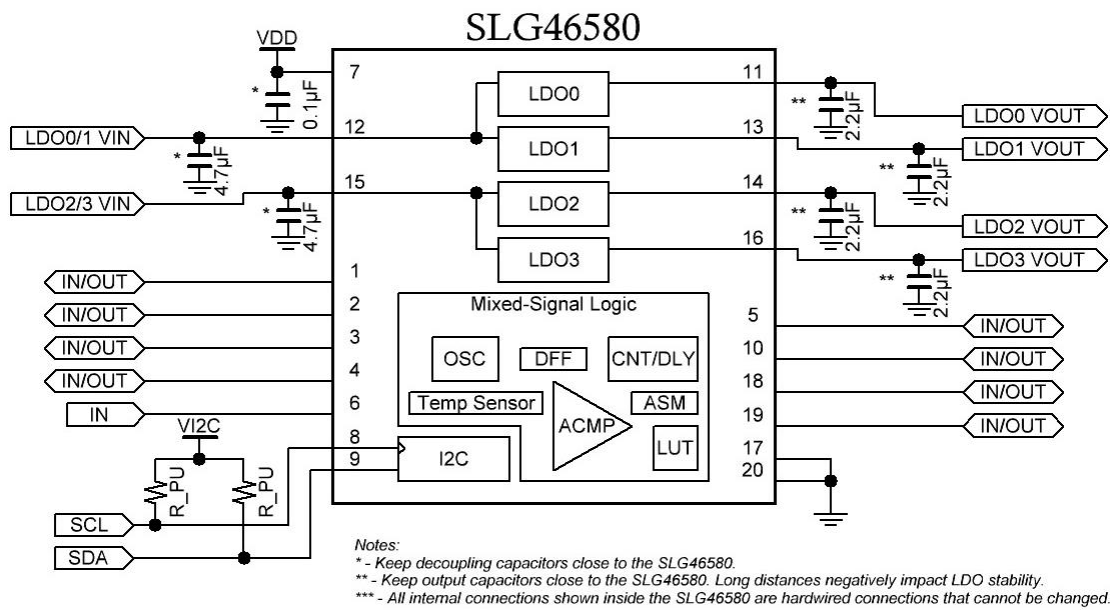 SLG46580
VDD
*
0.1µF
7
11
LDO0
**
2.2µF
LDO0 VOUT
LDO0/1 VIN
*
4.7µF
12
13
LDO1
**
2.2µF
LDO1 VOUT
LDO2/3 VIN
*
4.7µF
15
14
LDO2
**
2.2µF
LDO2 VOUT
16
LDO3
**
2.2µF
LDO3 VOUT
IN/OUT
1
IN/OUT
2
IN/OUT
3
IN/OUT
4
IN
6
Mixed-Signal Logic
OSC
DFF
CNT/DLY
Temp Sensor
ACMP
ASM
LUT
5
IN/OUT
10
IN/OUT
18
IN/OUT
19
IN/OUT
17
20
VI2C
8
9
I2C
R_PU
R_PU
SCL
SDA
Notes:
* - Keep decoupling capacitors close to the SLG46580.
** - Keep output capacitors close to the SLG46580. Long distances negatively impact LDO stability.
*** - All internal connections shown inside the SLG46580 are hardwired connections that cannot be changed.